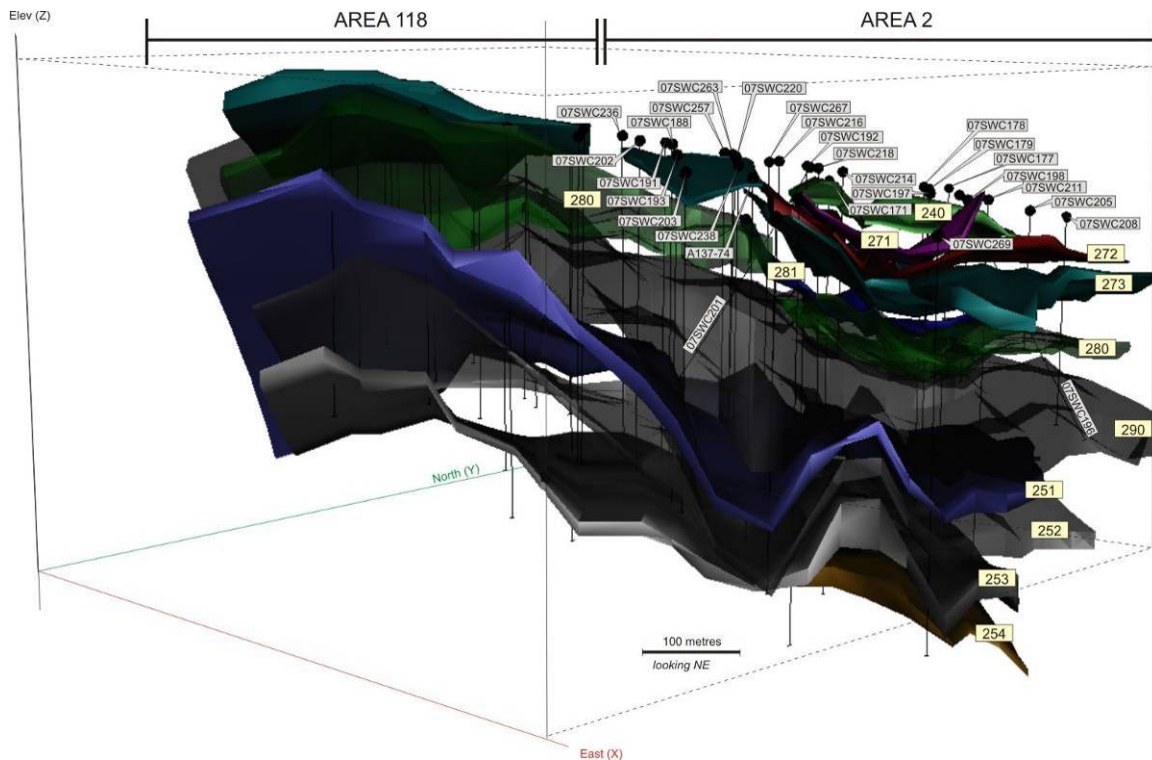 Elev (Z)
AREA 118
AREA 2
07SWC263
07SWC220
07SWC257
07SWC267
07SWC236
07SWC188
07SWC216
07SWC178
07SWC192
07SWC179
07SWC202
07SWC218
07SWC177
07SWC198
07SWC191
07SWC214
07SWC197
07SWC211
280
07SWC193
07SWC171
240
07SWC205
07SWC203
07SWC208
07SWC238
271
07SWC269
A137-74
272
281
273
07SWC201
280
07SWC196
290
North (Y)
251
252
253
254
100 metres
looking NE
East (X)